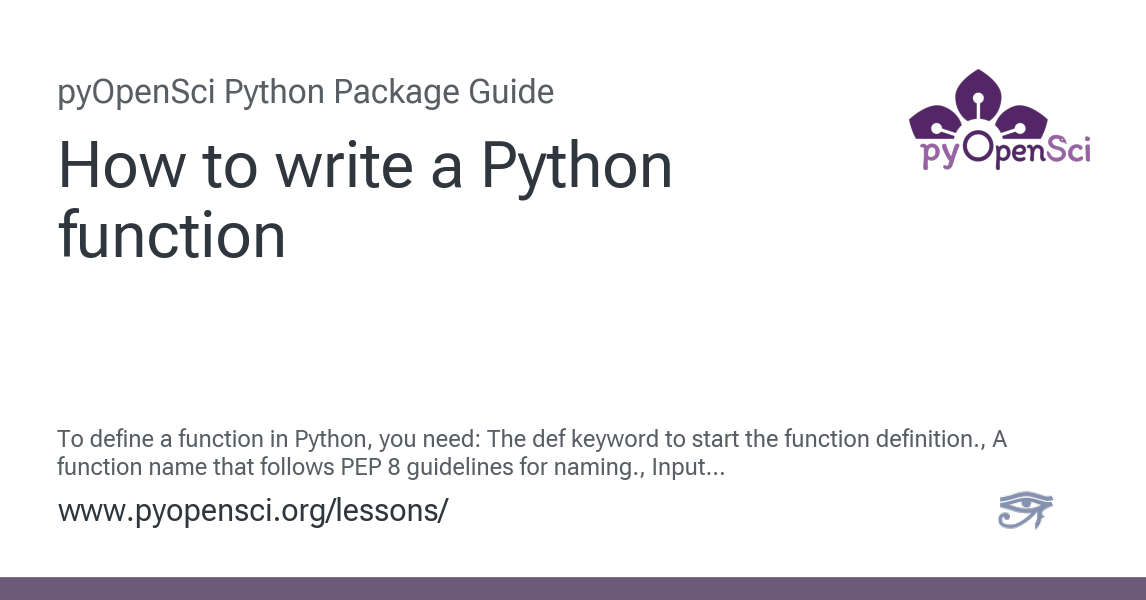 pyOpenSci Python Package Guide
How to write a Python
function
pyOpenSci
To define a function in Python, you need: The def keyword to start the function definition., A
function name that follows PEP 8 guidelines for naming., Input...
www.pyopensci.org/lessons/